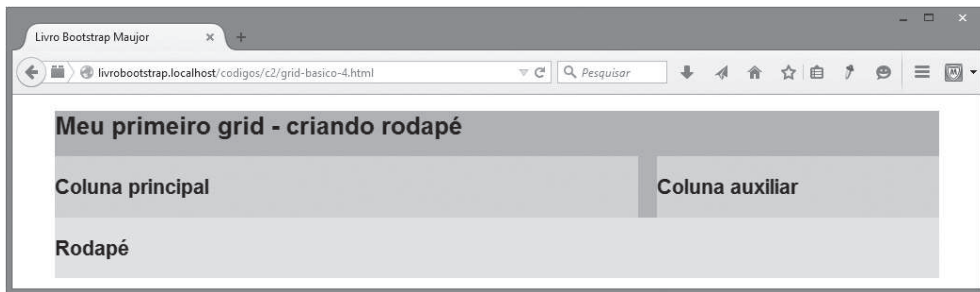 Livro Bootstrap Maujor
livrobootstrap.localhost/codigos/c2/grid-basico-4.html
Pesquisar
Meu primeiro grid - criando rodapé
Coluna principal
Coluna auxiliar
Rodapé